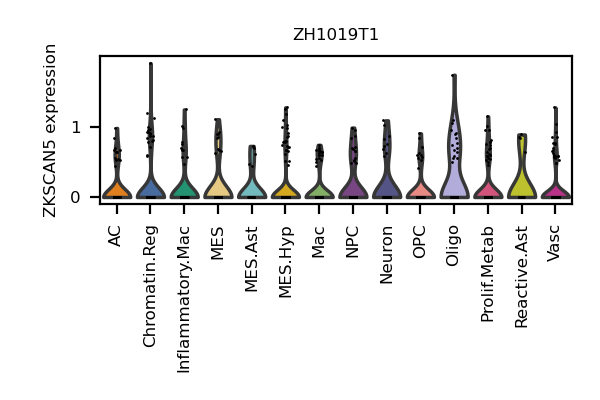 ZH1019T1
ZKSCAN5 expression
1
0
AC
Chromatin.Reg
Inflammatory.Mac
MES
MES.Ast
MES.Hyp
Mac
NPC
Neuron
OPC
Oligo
Prolif.Metab
Reactive.Ast
Vasc